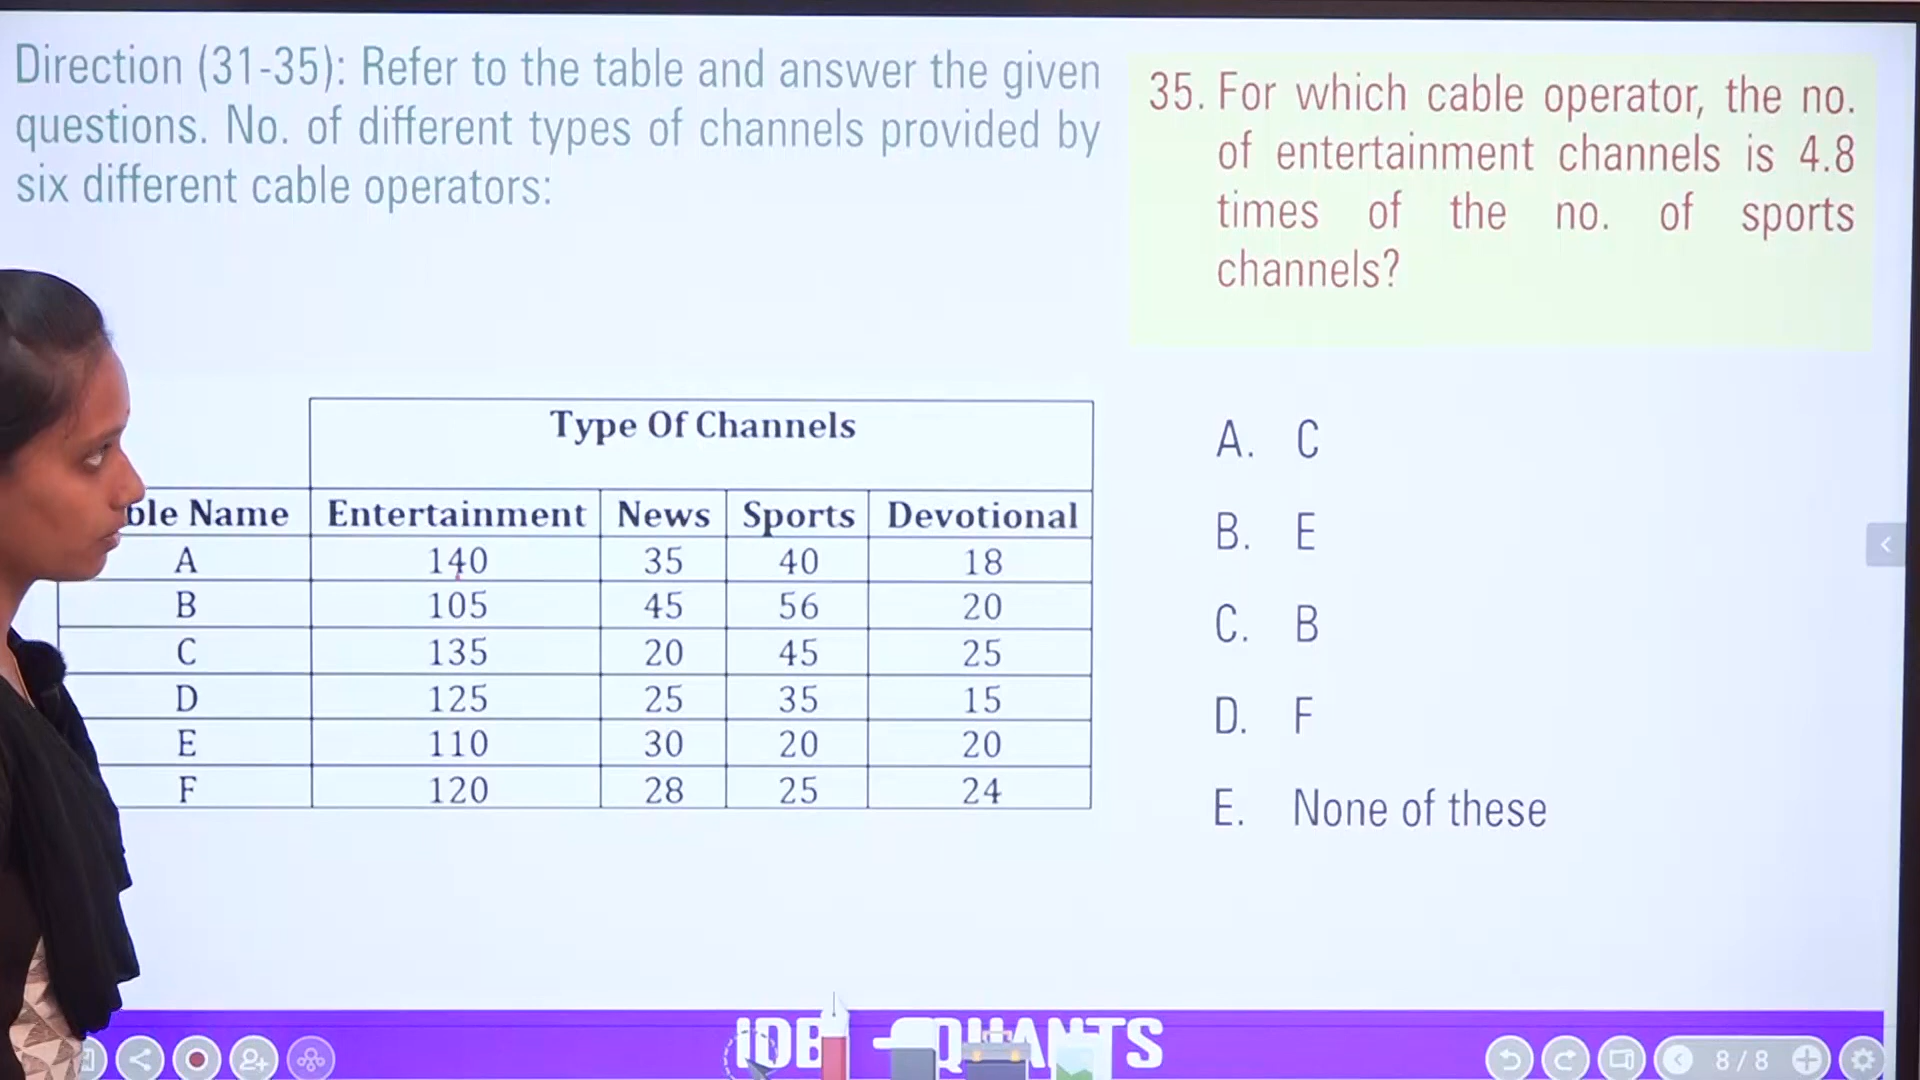 Direction (31-35): Refer to the table and answer the given
questions. No. of different types of channels provided by
six different cable operators:
35. For which cable operator, the no.
of entertainment channels is 4.8
times of the no. of sports
channels?
Type Of Channels
ble Name Entertainment News Sports Devotional
A 140 35 40 18
B 105 45 56 20
C 135 20 45 25
D 125 25 35 15
E 110 30 20 20
F 120 28 25 24
A. C
B. E
C. B
D. F
E. None of these
8/8